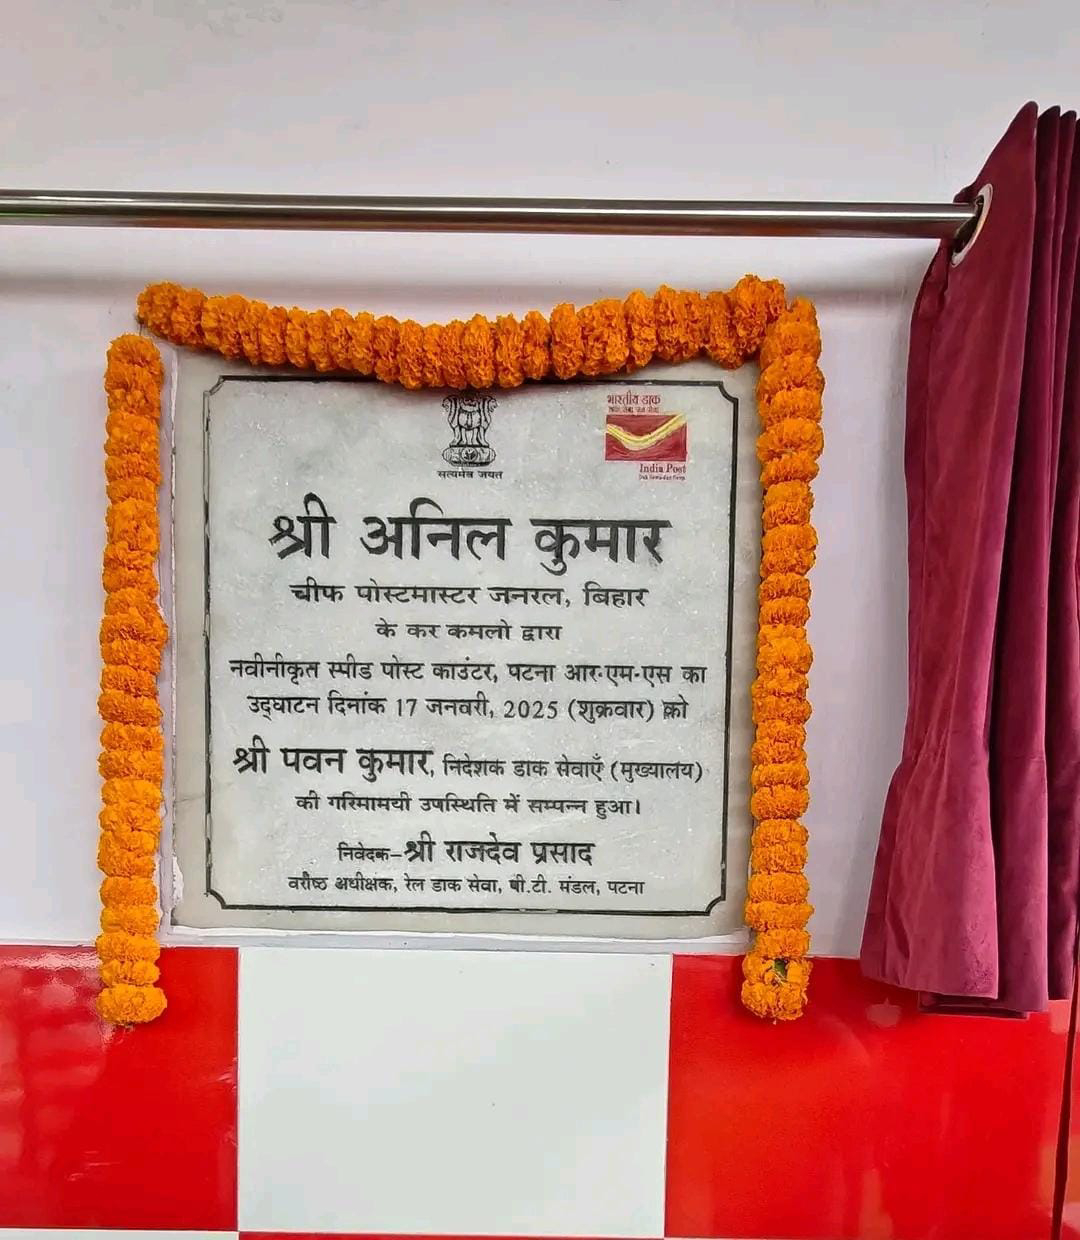 भारतीय डाक
सत्यमेव जयते
India Post
श्री अनिल कुमार
चीफ पोस्टमास्टर जनरल, बिहार
के कर कमलो द्वारा
नवीनीकृत स्पीड पोस्ट काउंटर, पटना आर॰एम॰एस का
उद्घाटन दिनांक 17 जनवरी, 2025 (शुक्रवार) को
श्री पवन कुमार, निदेशक डाक सेवाएँ (मुख्यालय)
की गरिमामयी उपस्थिति में सम्पन्न हुआ।
निवेदक–श्री राजदेव प्रसाद
वरीष्ठ अधीक्षक, रेल डाक सेवा, पी.टी. मंडल, पटना